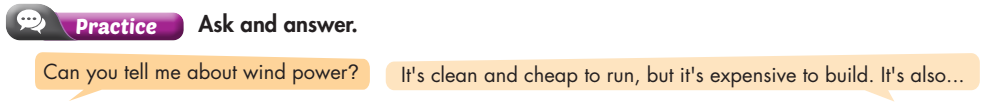 Practice Ask and answer.
Can you tell me about wind power? It's clean and cheap to run, but it's expensive to build. It's also...